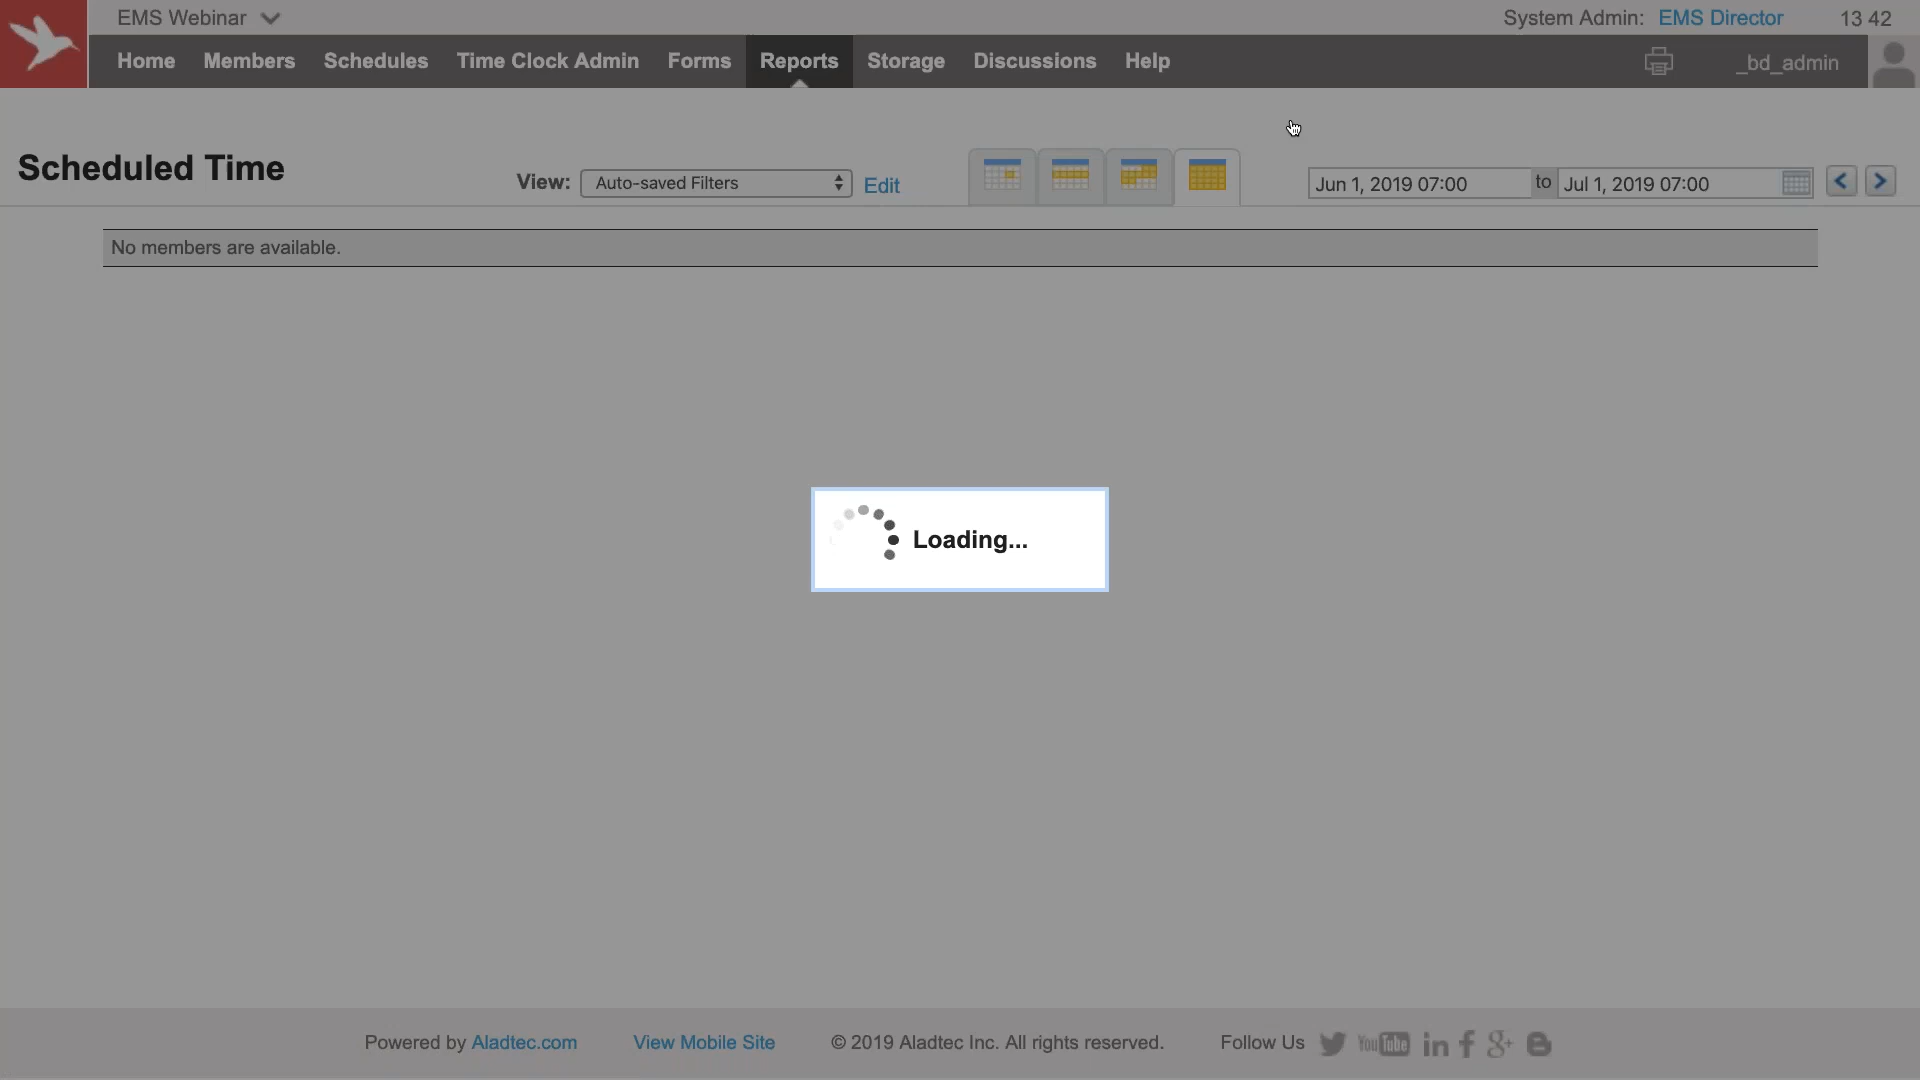 EMS Webinar
System Admin: EMS Director 13 42
Home Members Schedules Time Clock Admin Forms Reports Storage Discussions Help _bd_admin
Scheduled Time
View: Auto-saved Filters Edit
Jun 1, 2019 07:00 to Jul 1, 2019 07:00
No members are available.
Loading...
Powered by Aladtec.com View Mobile Site © 2019 Aladtec Inc. All rights reserved. Follow Us YouTube in f g+